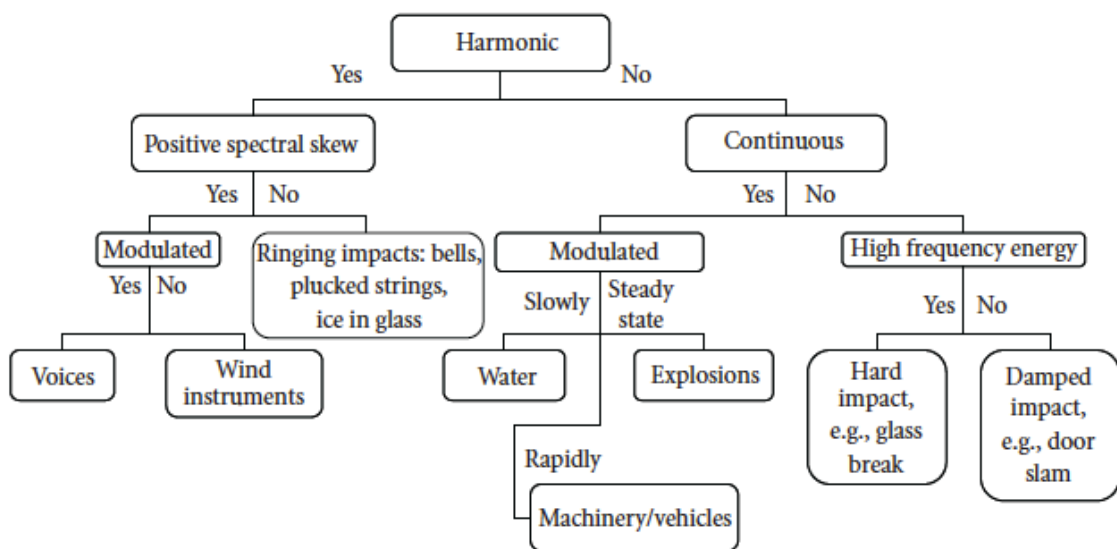 Harmonic
Yes
No
Positive spectral skew
Continuous
Yes
No
Yes
No
Modulated
Ringing impacts: bells,
plucked strings,
ice in glass
Modulated
High frequency energy
Yes
No
Slowly
Steady
state
Yes
No
Voices
Wind
instruments
Water
Explosions
Hard
impact,
e.g., glass
break
Damped
impact,
e.g., door
slam
Rapidly
Machinery/vehicles